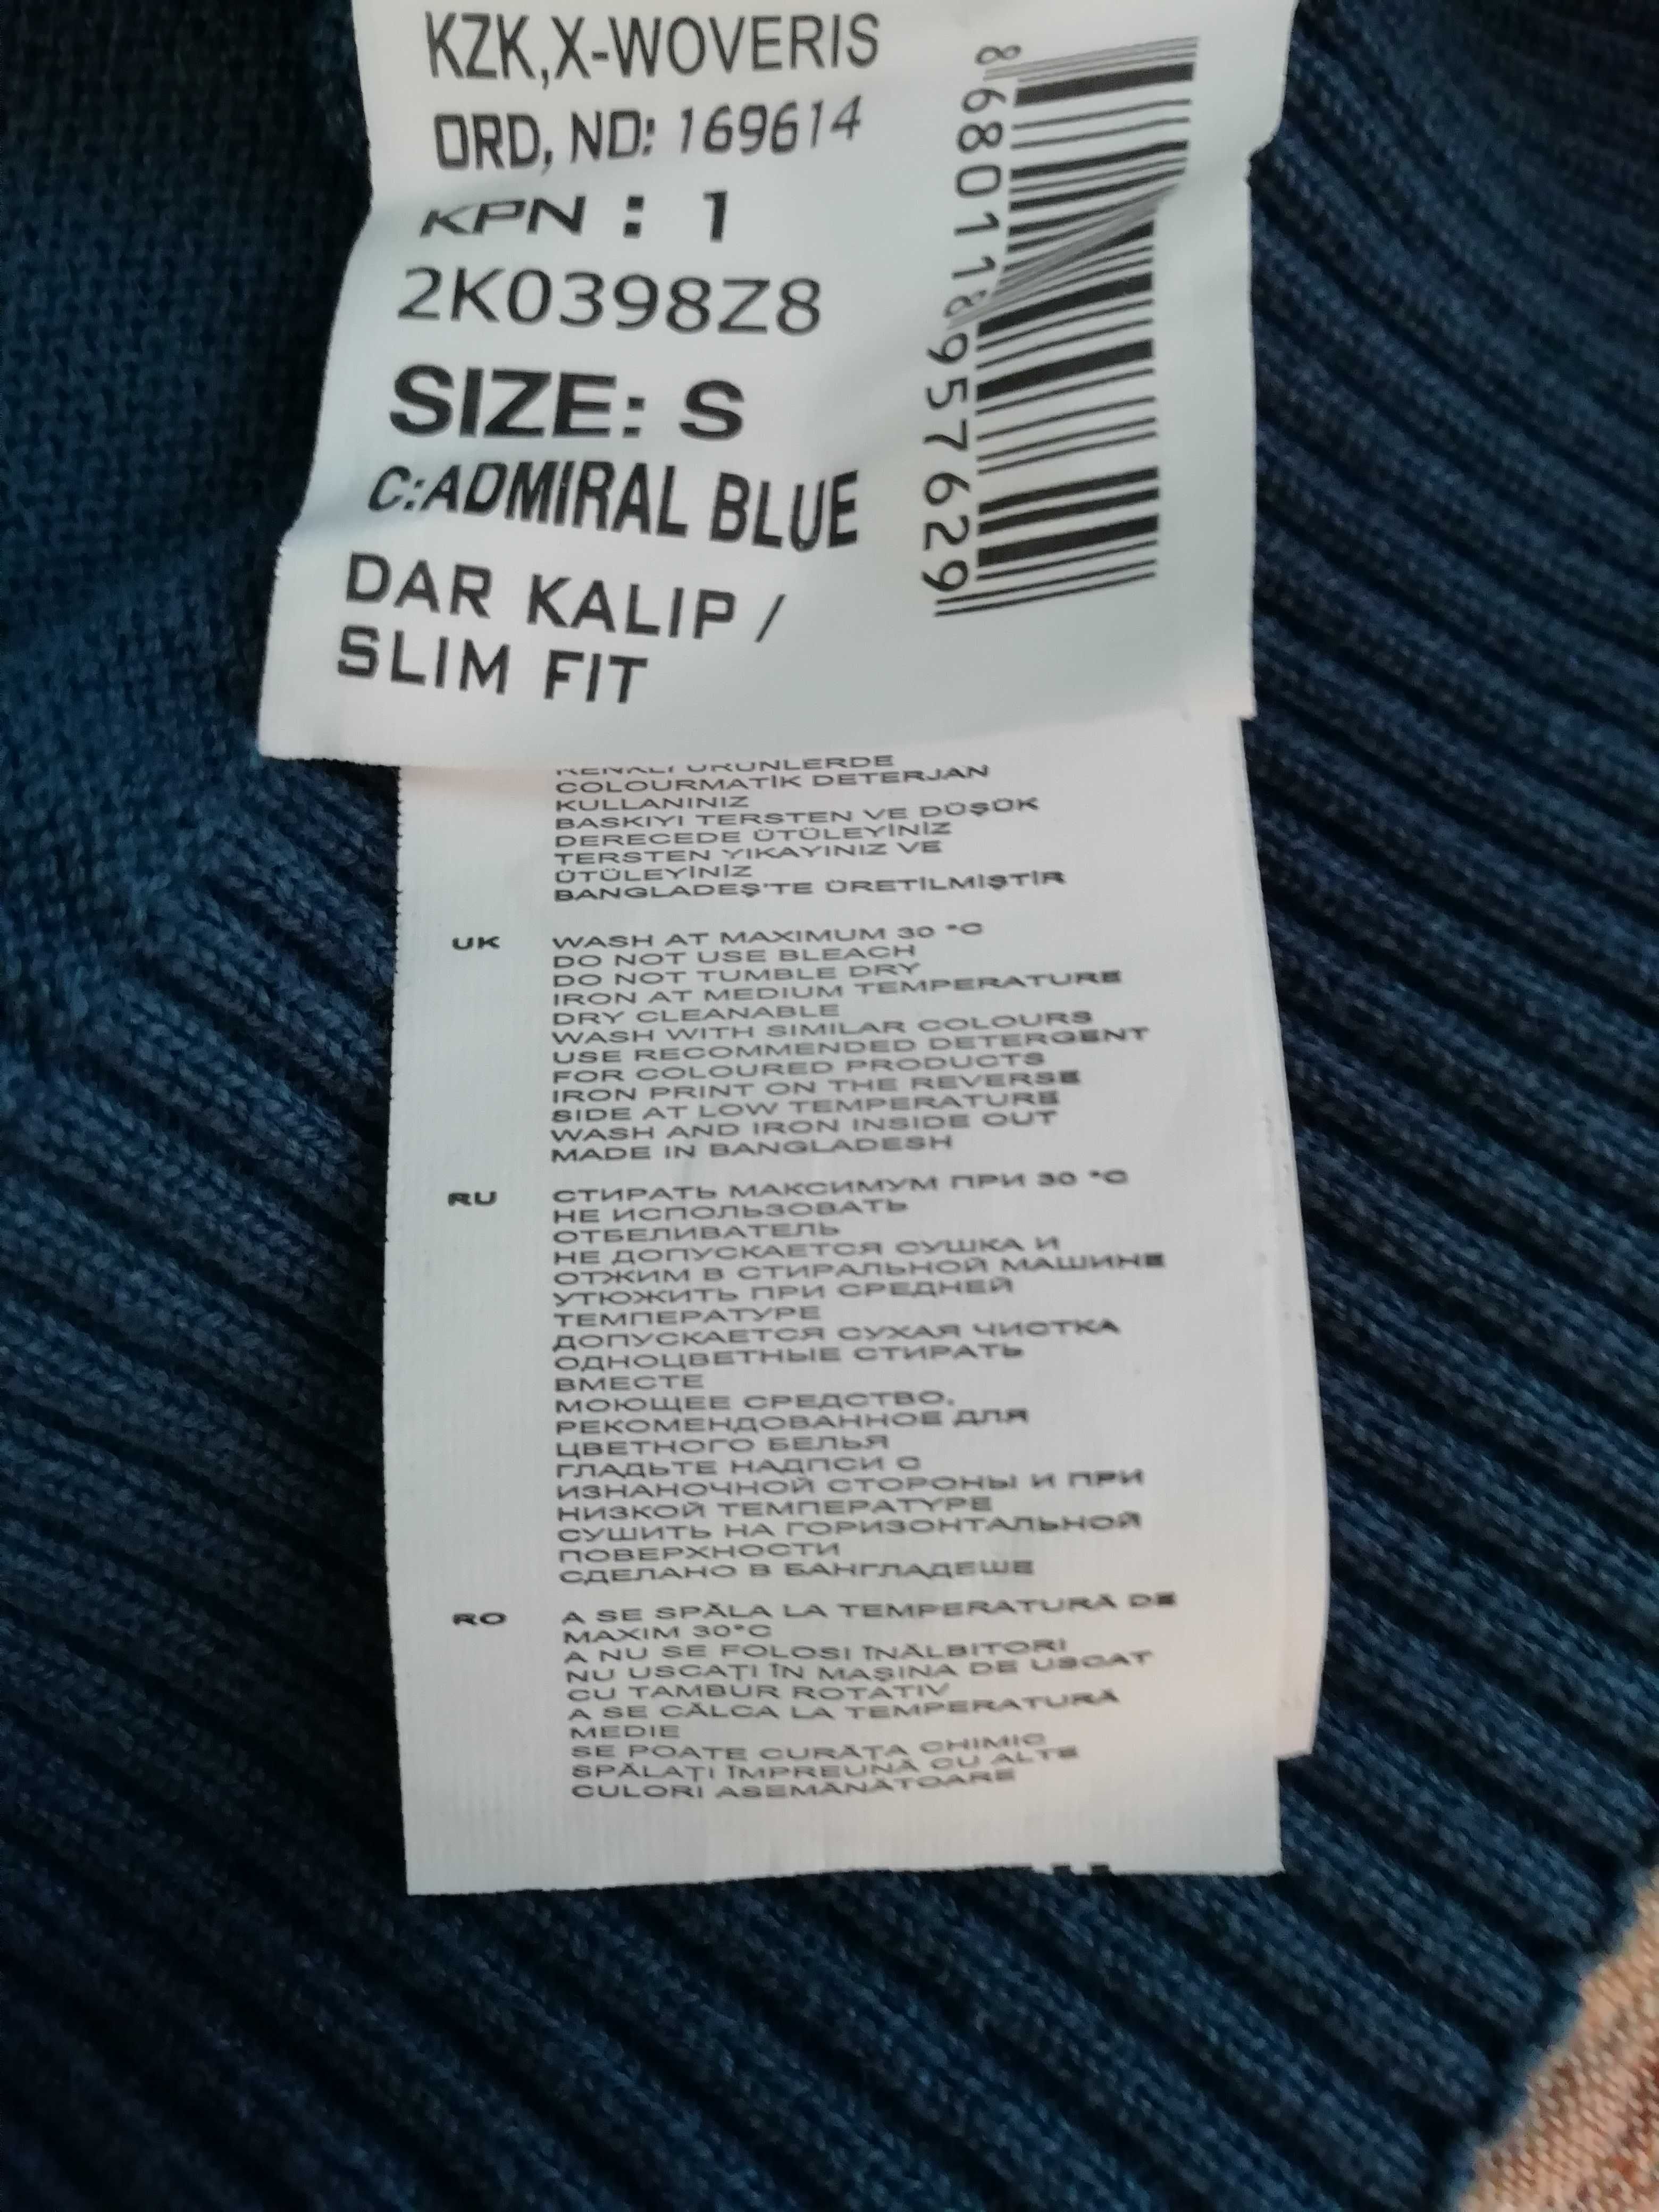 KZK,X-WOVERIS
ORD, NO: 169614
KPN : 1
2K0398Z8
SIZE: S
C:ADMIRAL BLUE
DAR KALIP /
SLIM FIT
8680118957629
RENKLİ ÜRÜNLERDE
COLOURMATİK DETERJAN
KULLANINIZ
BASKIYI TERSTEN VE DÜŞÜK
DERECEDE ÜTÜLEYİNİZ
TERSTEN YIKAYINIZ VE
ÜTÜLEYİNİZ
BANGLADEŞ'TE ÜRETİLMİŞTİR
UK WASH AT MAXIMUM 30 °C
DO NOT USE BLEACH
DO NOT TUMBLE DRY
IRON AT MEDIUM TEMPERATURE
DRY CLEANABLE
WASH WITH SIMILAR COLOURS
USE RECOMMENDED DETERGENT
FOR COLOURED PRODUCTS
IRON PRINT ON THE REVERSE
SIDE AT LOW TEMPERATURE
WASH AND IRON INSIDE OUT
MADE IN BANGLADESH
RU СТИРАТЬ МАКСИМУМ ПРИ 30 °C
НЕ ИСПОЛЬЗОВАТЬ
ОТБЕЛИВАТЕЛЬ
НЕ ДОПУСКАЕТСЯ СУШКА И
ОТЖИМ В СТИРАЛЬНОЙ МАШИНЕ
УТЮЖИТЬ ПРИ СРЕДНЕЙ
ТЕМПЕРАТУРЕ
ДОПУСКАЕТСЯ СУХАЯ ЧИСТКА
ОДНОЦВЕТНЫЕ СТИРАТЬ
ВМЕСТЕ
МОЮЩЕЕ СРЕДСТВО,
РЕКОМЕНДОВАННОЕ ДЛЯ
ЦВЕТНОГО БЕЛЬЯ
ГЛАДЬТЕ НАДПСИ С
ИЗНАНОЧНОЙ СТОРОНЫ И ПРИ
НИЗКОЙ ТЕМПЕРАТУРЕ
СУШИТЬ НА ГОРИЗОНТАЛЬНОЙ
ПОВЕРХНОСТИ
СДЕЛАНО В БАНГЛАДЕШЕ
RO A SE SPĂLA LA TEMPERATURĂ DE
MAXIM 30°C
A NU SE FOLOSI ÎNĂLBITORI
NU USCAȚI ÎN MAȘINA DE USCAT
CU TAMBUR ROTATIV
A SE CĂLCA LA TEMPERATURĂ
MEDIE
SE POATE CURĂȚA CHIMIC
SPĂLAȚI ÎMPREUNĂ CU ALTE
CULORI ASEMĂNĂTOARE